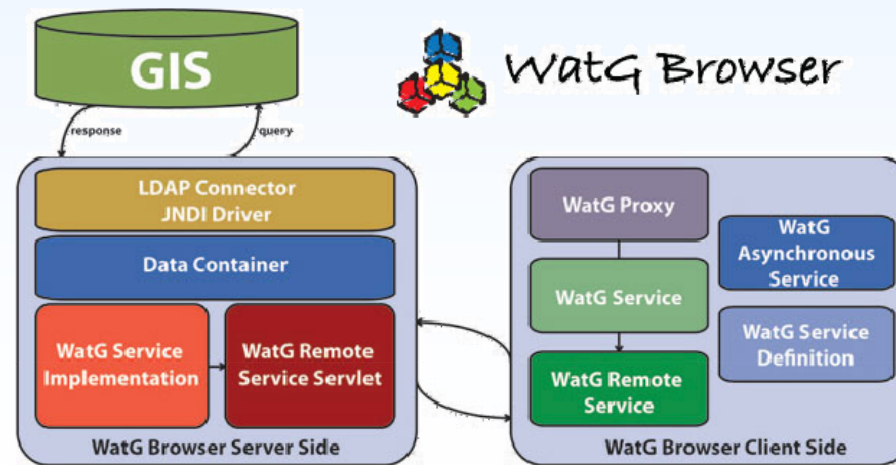 GIS
WatG Browser
response
query
LDAP Connector
JNDI Driver
Data Container
WatG Service
Implementation
WatG Remote
Service Servlet
WatG Browser Server Side
WatG Proxy
WatG Service
WatG Remote
Service
WatG
Asynchronous
Service
WatG Service
Definition
WatG Browser Client Side